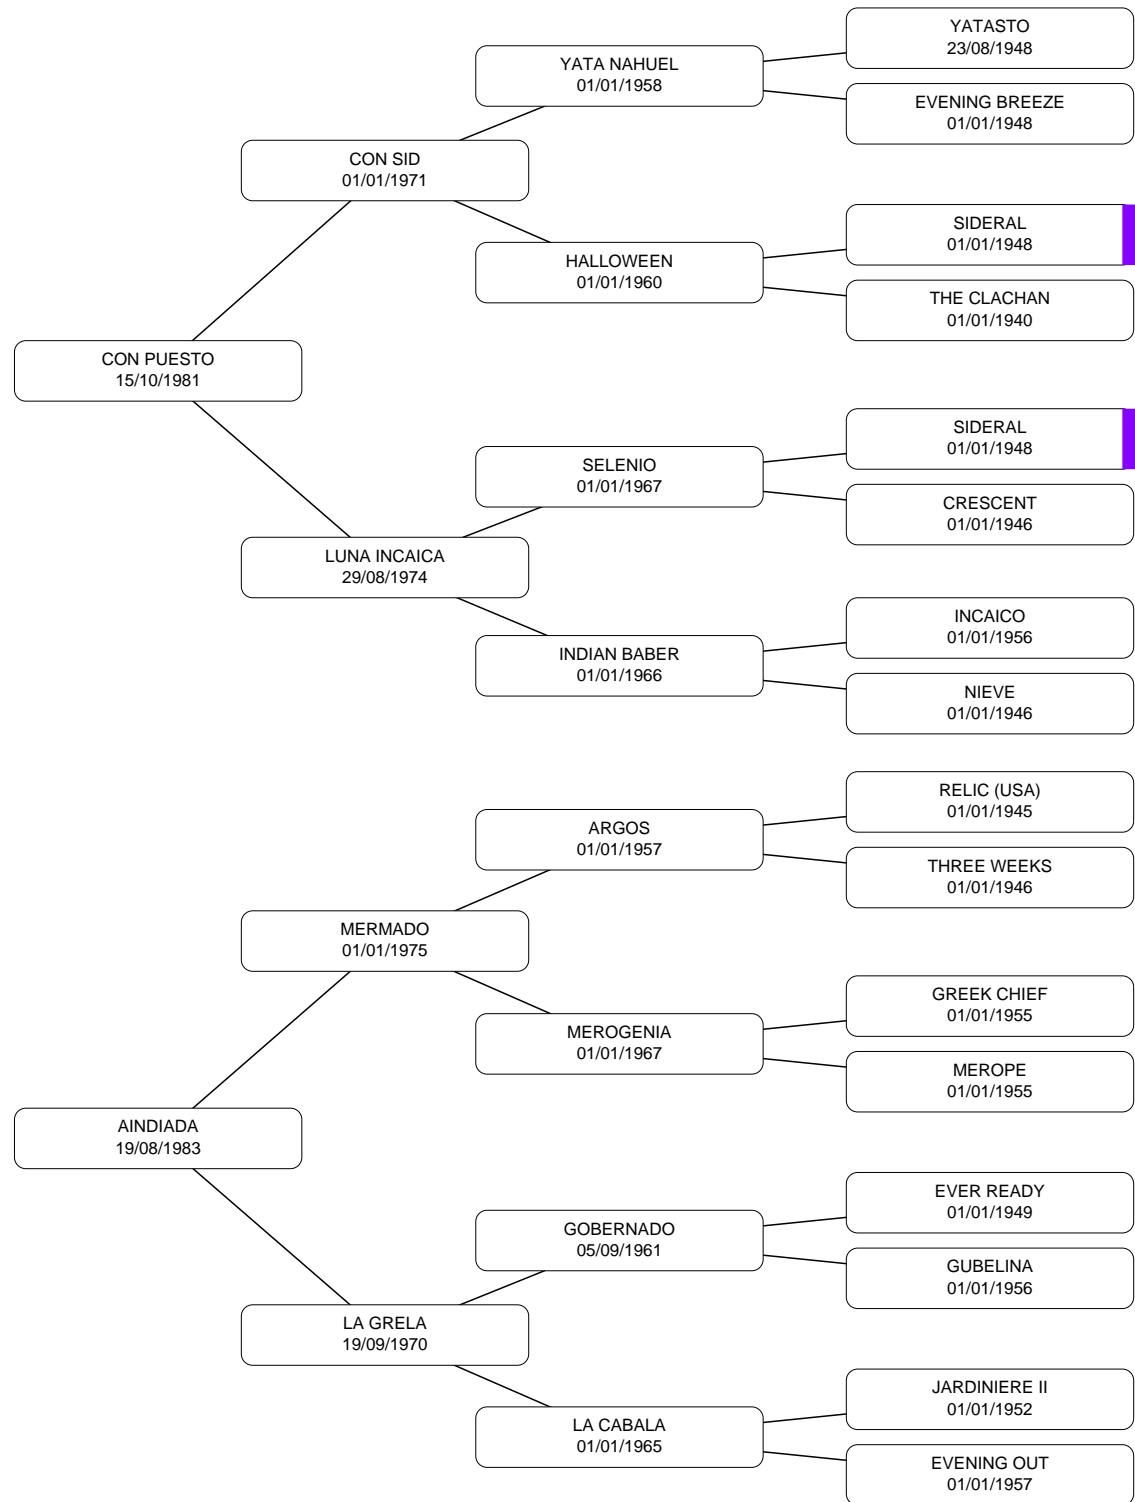 YATASTO
23/08/1948
YATA NAHUEL
01/01/1958
EVENING BREEZE
01/01/1948
CON SID
01/01/1971
SIDERAL
01/01/1948
HALLOWEEN
01/01/1960
THE CLACHAN
01/01/1940
CON PUESTO
15/10/1981
SIDERAL
01/01/1948
SELENIO
01/01/1967
CRESCENT
01/01/1946
LUNA INCAICA
29/08/1974
INCAICO
01/01/1956
INDIAN BABER
01/01/1966
NIEVE
01/01/1946
RELIC (USA)
01/01/1945
ARGOS
01/01/1957
THREE WEEKS
01/01/1946
MERMADO
01/01/1975
GREEK CHIEF
01/01/1955
MEROGENIA
01/01/1967
MEROPE
01/01/1955
AINDIADA
19/08/1983
EVER READY
01/01/1949
GOBERNADO
05/09/1961
GUBELINA
01/01/1956
LA GRELA
19/09/1970
JARDINIERE II
01/01/1952
LA CABALA
01/01/1965
EVENING OUT
01/01/1957